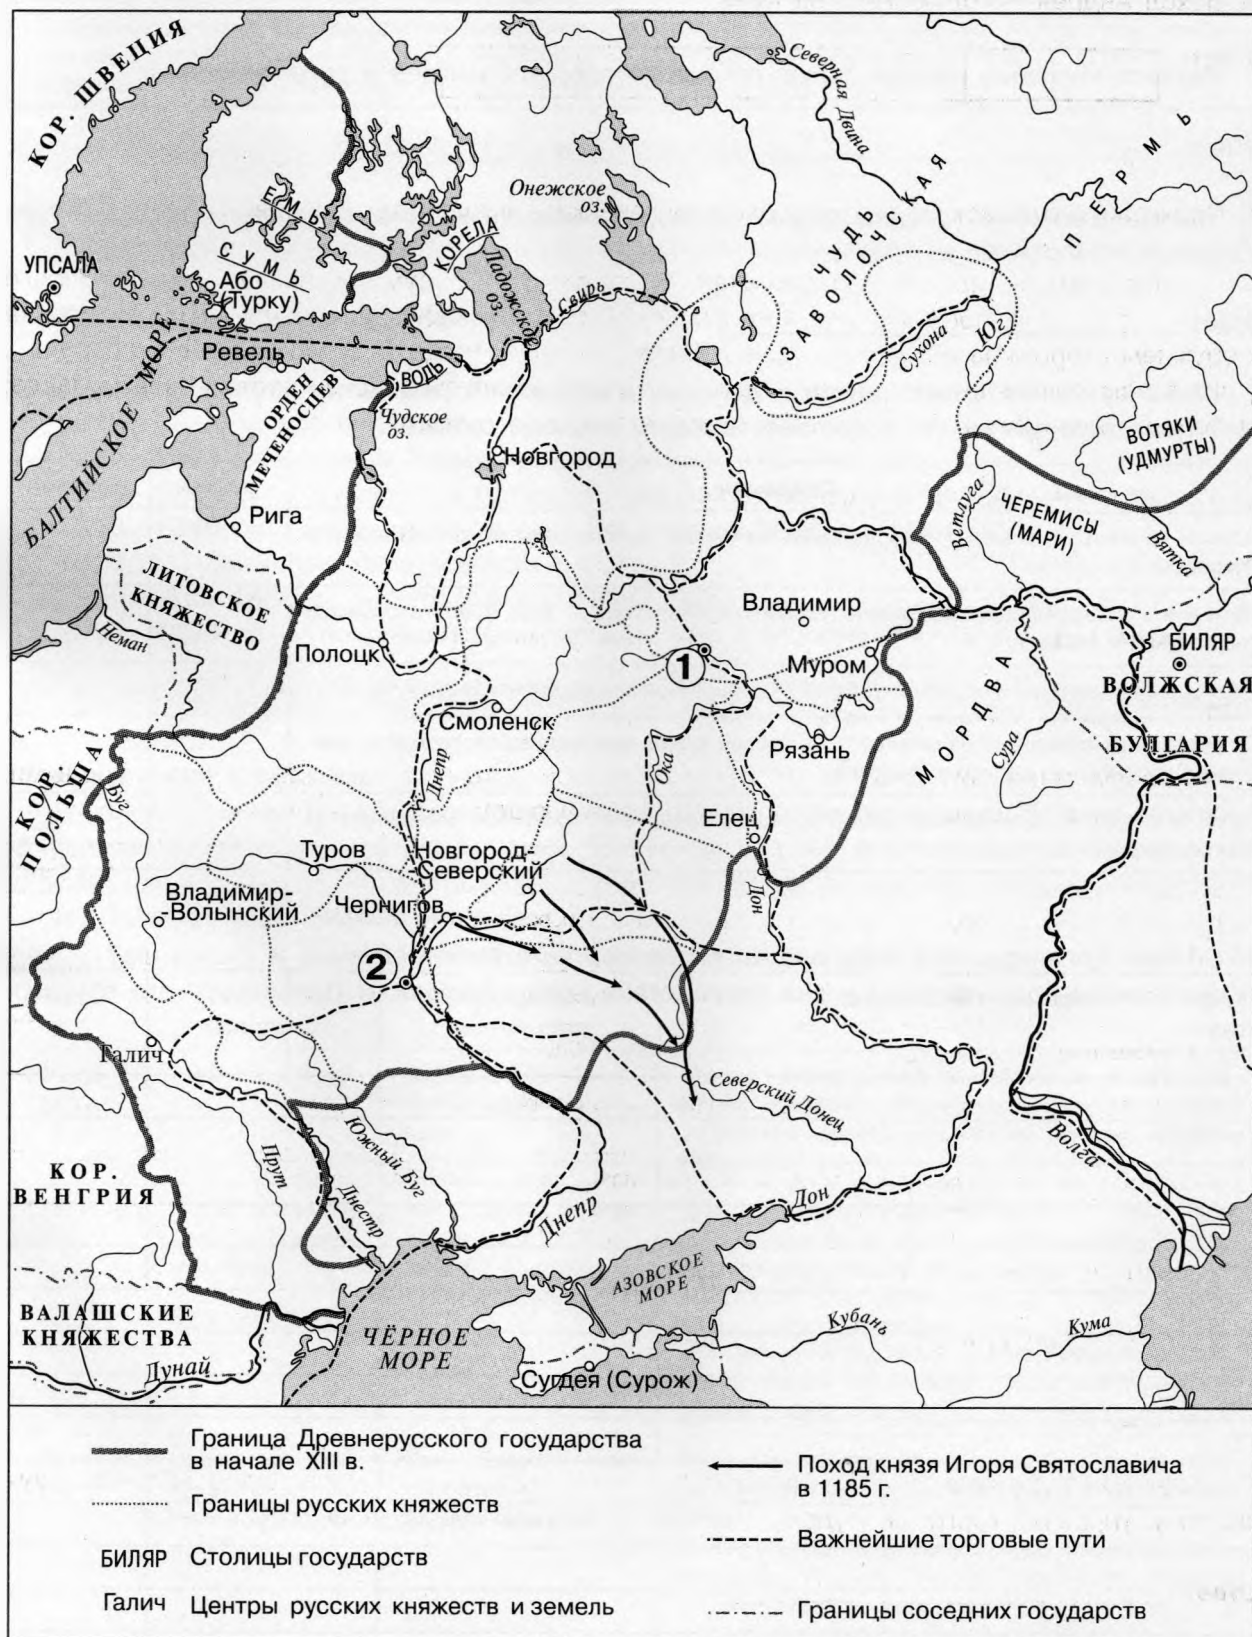 КОР. ШВЕЦИЯ
Северная Двина
ПЕРМЬ
Онежское
оз.
ЗАВОЛОЧСКАЯ
ЧУДЬ
ЕМЬ
СУМЬ
КОРЕЛА
Ладожское
оз.
УПСАЛА
Або
(Турку)
Свирь
Сухона
Юг
БАЛТИЙСКОЕ МОРЕ
Ревель
ВОДЬ
ОРДЕН
МЕЧЕНОСЦЕВ
Чудское
оз.
Новгород
ВОТЯКИ
(УДМУРТЫ)
Ветлуга
ЧЕРЕМИСЫ
(МАРИ)
Вятка
Рига
ЛИТОВСКОЕ
КНЯЖЕСТВО
Неман
Полоцк
Владимир
1
Муром
БИЛЯР
ВОЛЖСКАЯ
БУЛГАРИЯ
МОРДВА
Сура
Смоленск
Рязань
КОР.
ПОЛЬША
Буг
Днепр
Ока
Елец
Дон
Туров
Новгород-
-Северский
Владимир-
-Волынский
Чернигов
2
Галич
Северский Донец
Южный Буг
Прут
Днестр
КОР.
ВЕНГРИЯ
Днепр
Дон
Волга
АЗОВСКОЕ
МОРЕ
ВАЛАШСКИЕ
КНЯЖЕСТВА
Дунай
ЧЁРНОЕ
МОРЕ
Кубань
Кума
Сугдея (Сурож)
Граница Древнерусского государства
в начале XIII в.
Границы русских княжеств
БИЛЯР Столицы государств
Галич Центры русских княжеств и земель
Поход князя Игоря Святославича
в 1185 г.
Важнейшие торговые пути
Границы соседних государств